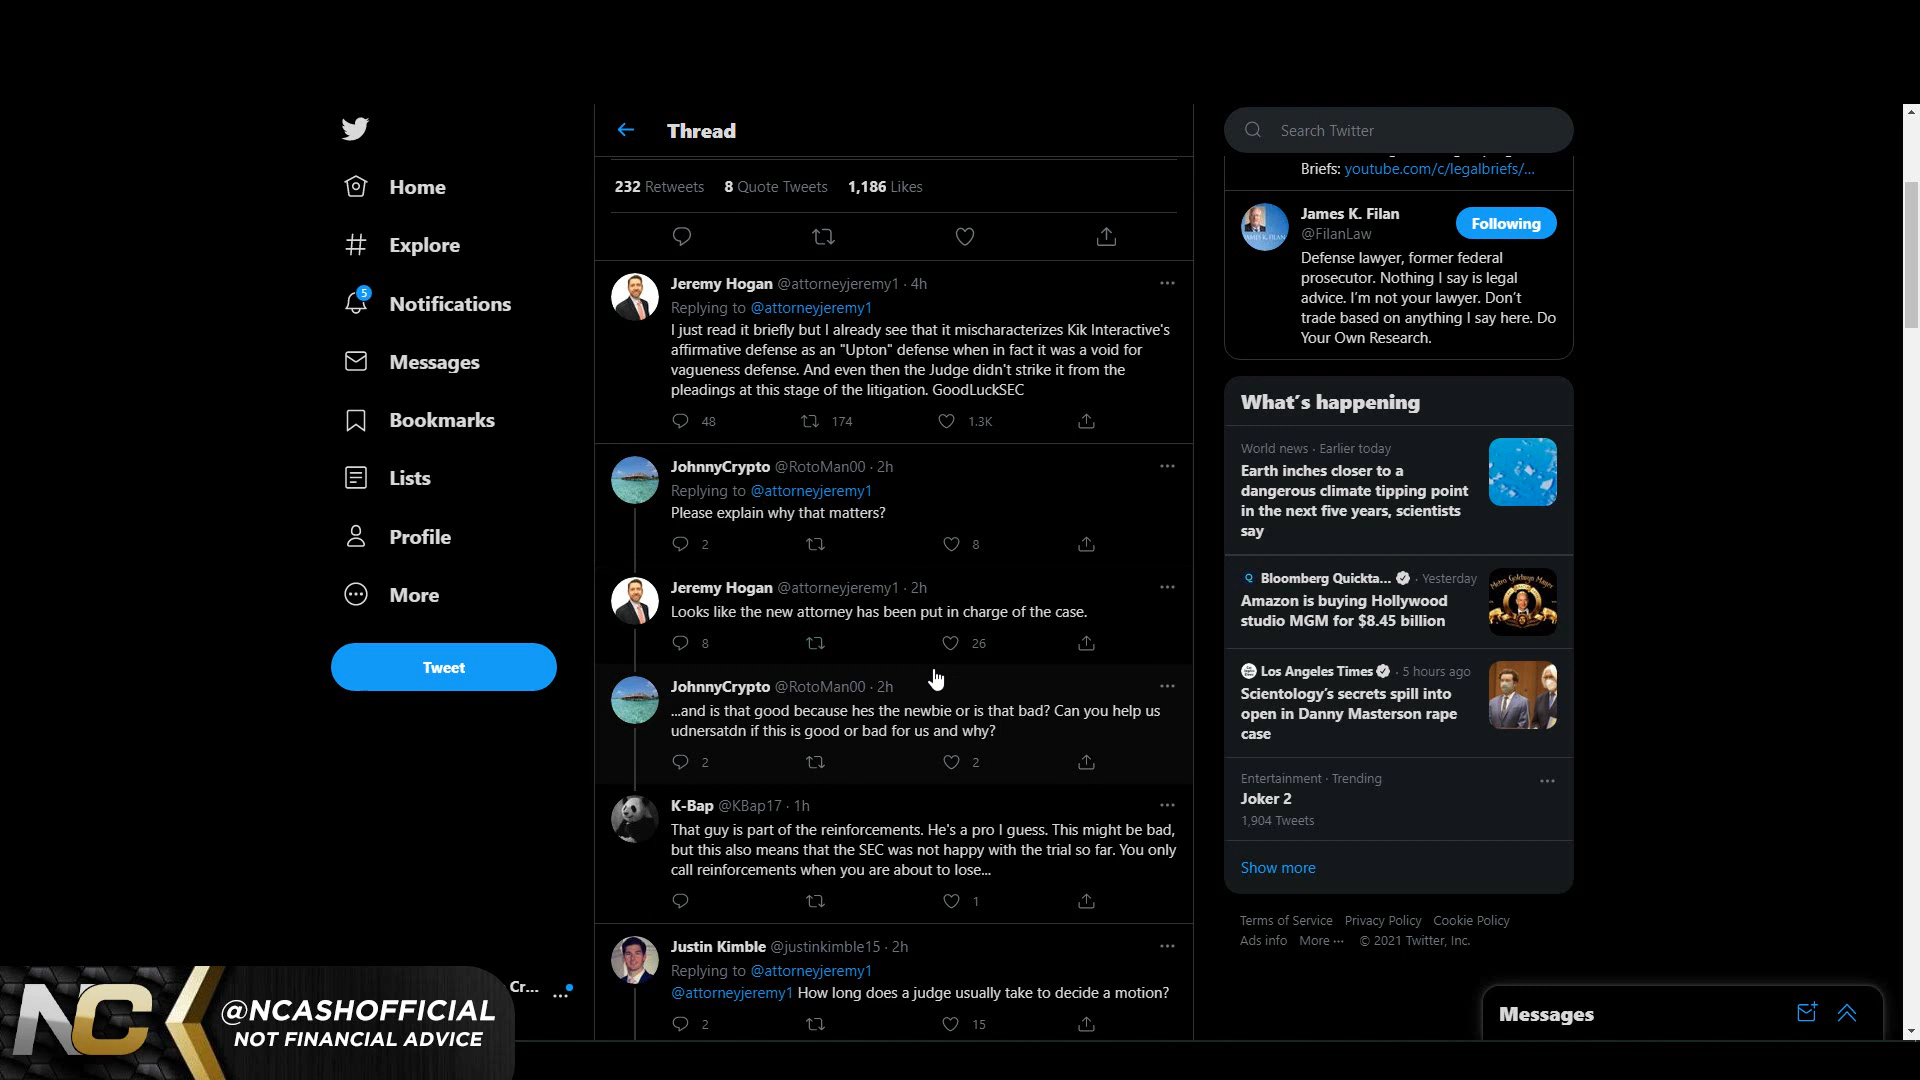 Home
Explore
5
Notifications
Messages
Bookmarks
Lists
Profile
More
Tweet
Cr...
Thread
232 Retweets 8 Quote Tweets 1,186 Likes
Jeremy Hogan @attorneyjeremy1 · 4h
Replying to @attorneyjeremy1
I just read it briefly but I already see that it mischaracterizes Kik Interactive's
affirmative defense as an "Upton" defense when in fact it was a void for
vagueness defense. And even then the Judge didn't strike it from the
pleadings at this stage of the litigation. GoodLuckSEC
48 174 1.3K
JohnnyCrypto @RotoMan00 · 2h
Replying to @attorneyjeremy1
Please explain why that matters?
2 8
Jeremy Hogan @attorneyjeremy1 · 2h
Looks like the new attorney has been put in charge of the case.
8 26
JohnnyCrypto @RotoMan00 · 2h
...and is that good because hes the newbie or is that bad? Can you help us
udnersatdn if this is good or bad for us and why?
2 2
K-Bap @KBap17 · 1h
That guy is part of the reinforcements. He's a pro I guess. This might be bad,
but this also means that the SEC was not happy with the trial so far. You only
call reinforcements when you are about to lose...
1
Justin Kimble @justinkimble15 · 2h
Replying to @attorneyjeremy1
@attorneyjeremy1 How long does a judge usually take to decide a motion?
2 15
Search Twitter
Briefs: youtube.com/c/legalbriefs/...
James K. Filan
@FilanLaw
Following
Defense lawyer, former federal
prosecutor. Nothing I say is legal
advice. I'm not your lawyer. Don't
trade based on anything I say here. Do
Your Own Research.
What's happening
World news · Earlier today
Earth inches closer to a
dangerous climate tipping point
in the next five years, scientists
say
Bloomberg Quickta... · Yesterday
Amazon is buying Hollywood
studio MGM for $8.45 billion
Los Angeles Times · 5 hours ago
Scientology's secrets spill into
open in Danny Masterson rape
case
Entertainment · Trending
Joker 2
1,904 Tweets
Show more
Terms of Service Privacy Policy Cookie Policy
Ads info More ··· © 2021 Twitter, Inc.
Messages
NC
@NCASHOFFICIAL
NOT FINANCIAL ADVICE